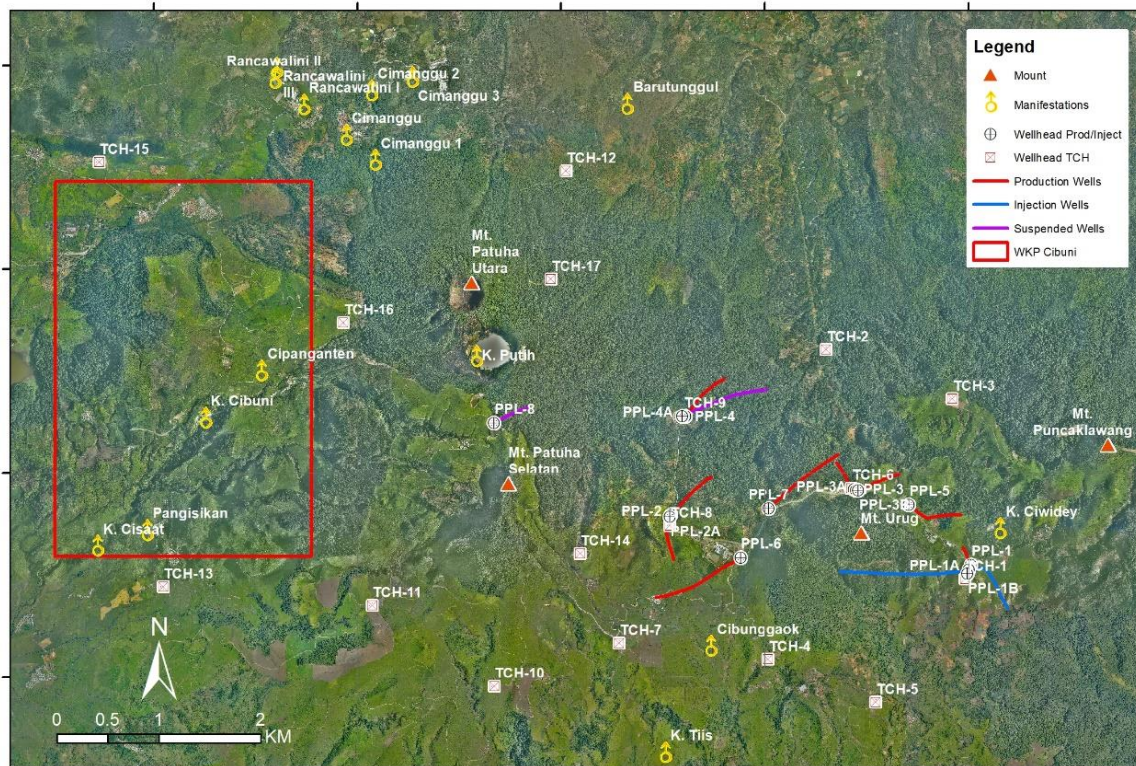 Legend
Mount
Manifestations
Wellhead Prod/Inject
Wellhead TCH
Production Wells
Injection Wells
Suspended Wells
WKP Cibuni
Rancawalini II
Rancawalini
III
Rancawalini I
Cimanggu 2
Cimanggu 3
Cimanggu
Cimanggu 1
Barutunggul
TCH-15
TCH-12
Mt.
Patuha
Utara
TCH-17
TCH-16
K. Putih
Cipanganten
K. Cibuni
TCH-2
TCH-3
PPL-8
PPL-4A
TCH-9
PPL-4
Mt.
Puncaklawang
Mt. Patuha
Selatan
PPL-3A
TCH-6
PPL-3
PPL-3B
PPL-5
PPL-7
Mt. Urug
PPL-2
TCH-8
PPL-2A
K. Ciwidey
Pangisikan
K. Cisaat
TCH-14
PPL-6
PPL-1
PPL-1A
TCH-1
PPL-1B
TCH-13
TCH-11
N
TCH-7
Cibunggaok
TCH-4
TCH-10
TCH-5
K. Tiis
0 1 2
KM